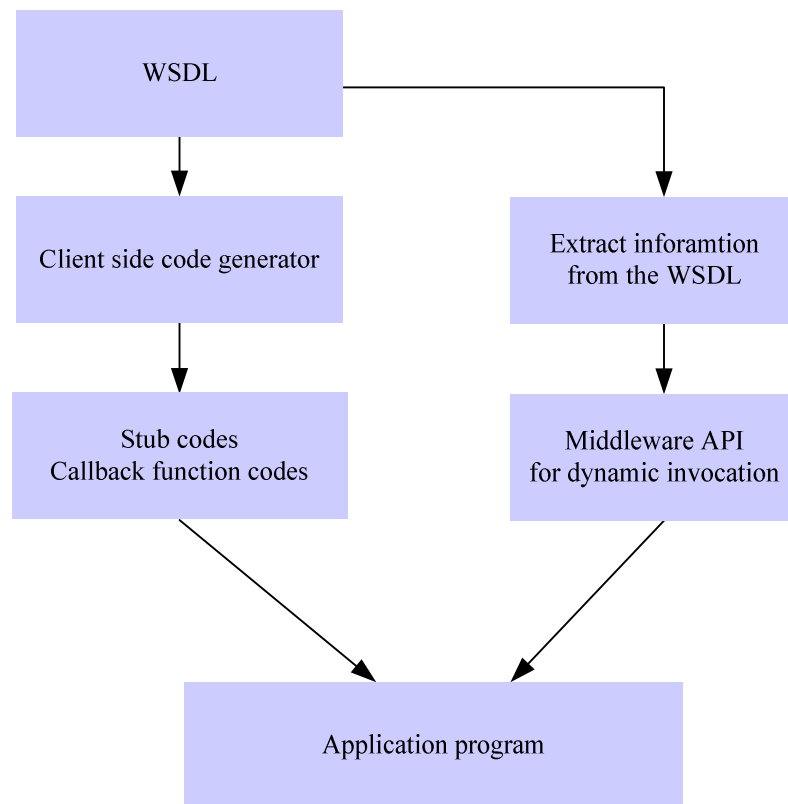 WSDL
Client side code generator
Extract inforamtion
from the WSDL
Stub codes
Callback function codes
Middleware API
for dynamic invocation
Application program